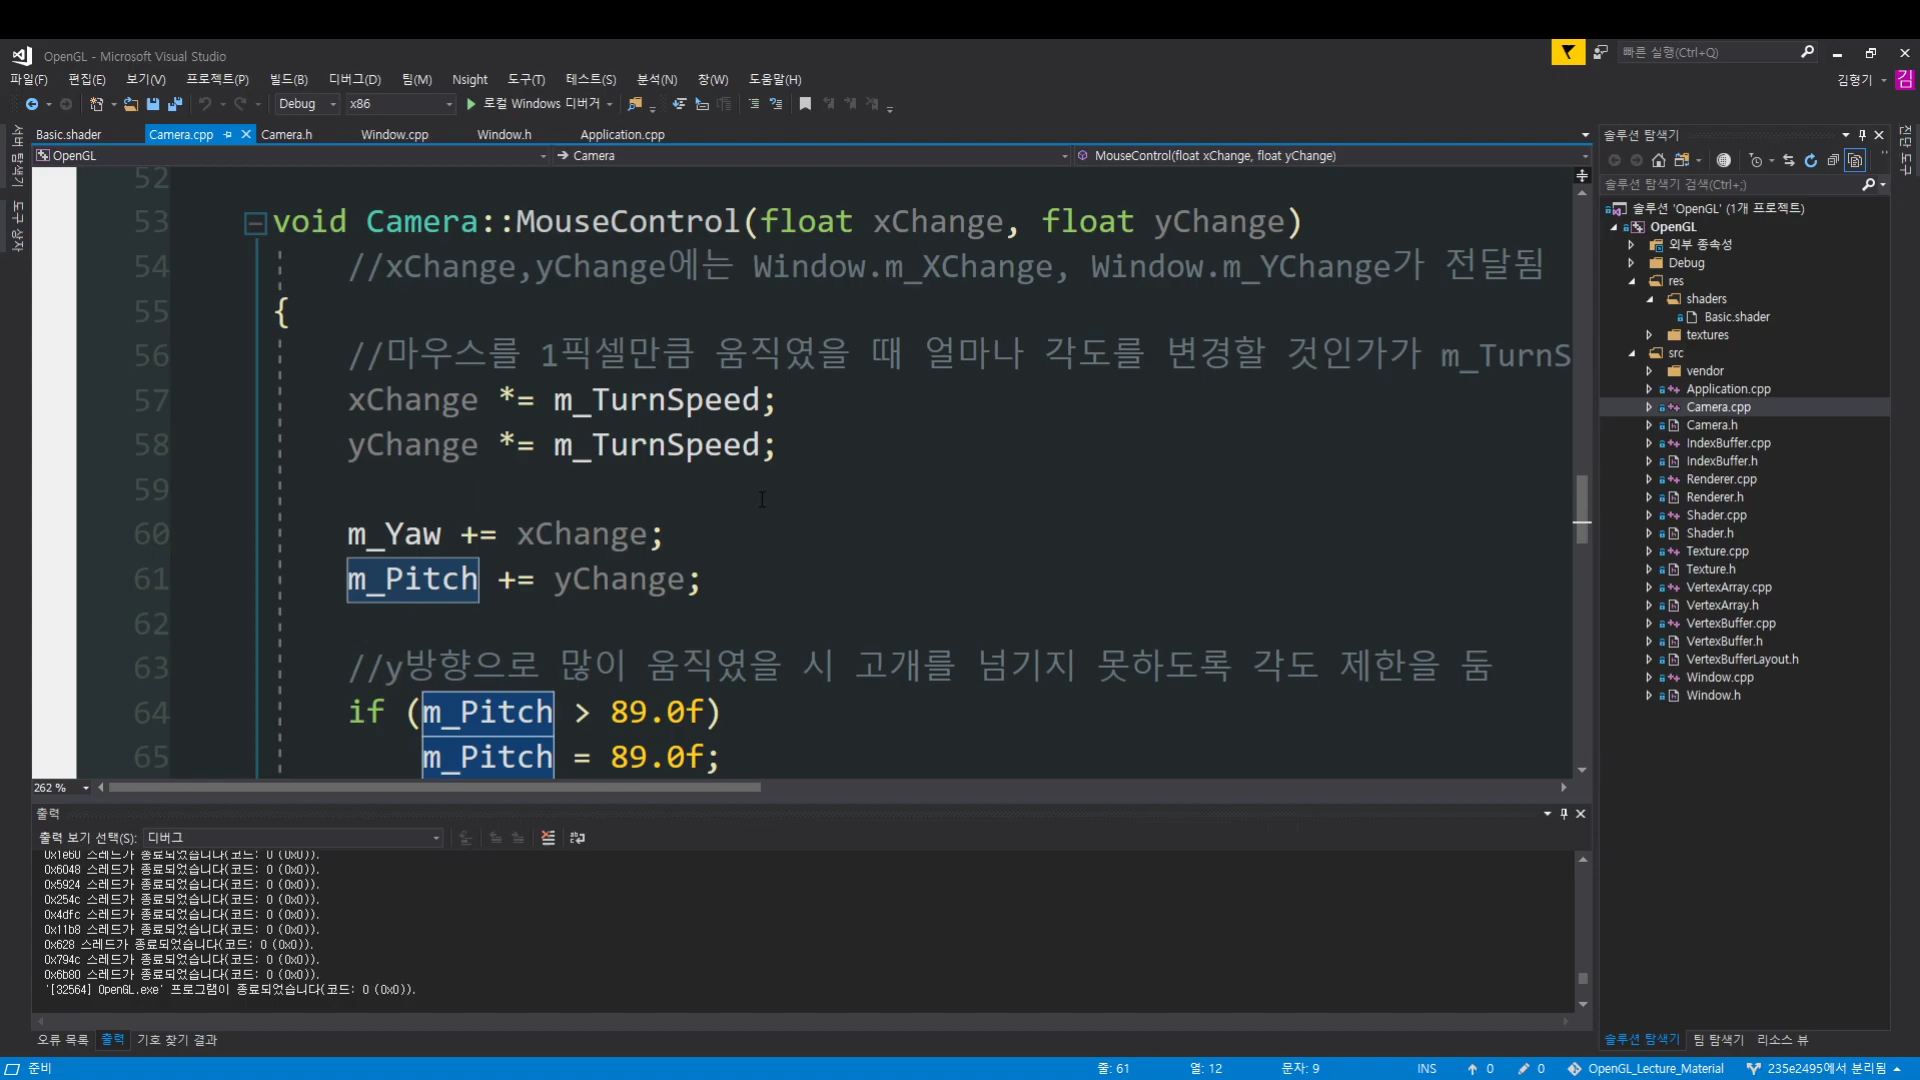 OpenGL - Microsoft Visual Studio
빠른 실행(Ctrl+Q)
파일(F) 편집(E) 보기(V) 프로젝트(P) 빌드(B) 디버그(D) 팀(M) Nsight 도구(T) 테스트(S) 분석(N) 창(W) 도움말(H)
김형기 김
Debug x86 로컬 Windows 디버거
Basic.shader Camera.cpp Camera.h Window.cpp Window.h Application.cpp
OpenGL Camera MouseControl(float xChange, float yChange)
서버 탐색기
도구 상자
52
53 void Camera::MouseControl(float xChange, float yChange)
54 //xChange,yChange에는 Window.m_XChange, Window.m_YChange가 전달됨
55 {
56 //마우스를 1픽셀만큼 움직였을 때 얼마나 각도를 변경할 것인가가 m_TurnS
57 xChange *= m_TurnSpeed;
58 yChange *= m_TurnSpeed;
59
60 m_Yaw += xChange;
61 m_Pitch += yChange;
62
63 //y방향으로 많이 움직였을 시 고개를 넘기지 못하도록 각도 제한을 둠
64 if (m_Pitch > 89.0f)
65 m_Pitch = 89.0f;
262 %
출력
출력 보기 선택(S): 디버그
0x1e60 스레드가 종료되었습니다(코드: 0 (0x0)).
0x6048 스레드가 종료되었습니다(코드: 0 (0x0)).
0x5924 스레드가 종료되었습니다(코드: 0 (0x0)).
0x254c 스레드가 종료되었습니다(코드: 0 (0x0)).
0x4dfc 스레드가 종료되었습니다(코드: 0 (0x0)).
0x11b8 스레드가 종료되었습니다(코드: 0 (0x0)).
0x628 스레드가 종료되었습니다(코드: 0 (0x0)).
0x794c 스레드가 종료되었습니다(코드: 0 (0x0)).
0x6b80 스레드가 종료되었습니다(코드: 0 (0x0)).
'[32564] OpenGL.exe' 프로그램이 종료되었습니다(코드: 0 (0x0)).
오류 목록 출력 기호 찾기 결과
솔루션 탐색기
솔루션 탐색기 검색(Ctrl+;)
솔루션 'OpenGL' (1개 프로젝트)
OpenGL
외부 종속성
Debug
res
shaders
Basic.shader
textures
src
vendor
Application.cpp
Camera.cpp
Camera.h
IndexBuffer.cpp
IndexBuffer.h
Renderer.cpp
Renderer.h
Shader.cpp
Shader.h
Texture.cpp
Texture.h
VertexArray.cpp
VertexArray.h
VertexBuffer.cpp
VertexBuffer.h
VertexBufferLayout.h
Window.cpp
Window.h
솔루션 탐색기 팀 탐색기 리소스 뷰
진단 도구
준비 줄: 61 열: 12 문자: 9 INS 0 0 OpenGL_Lecture_Material 235e2495에서 분리됨